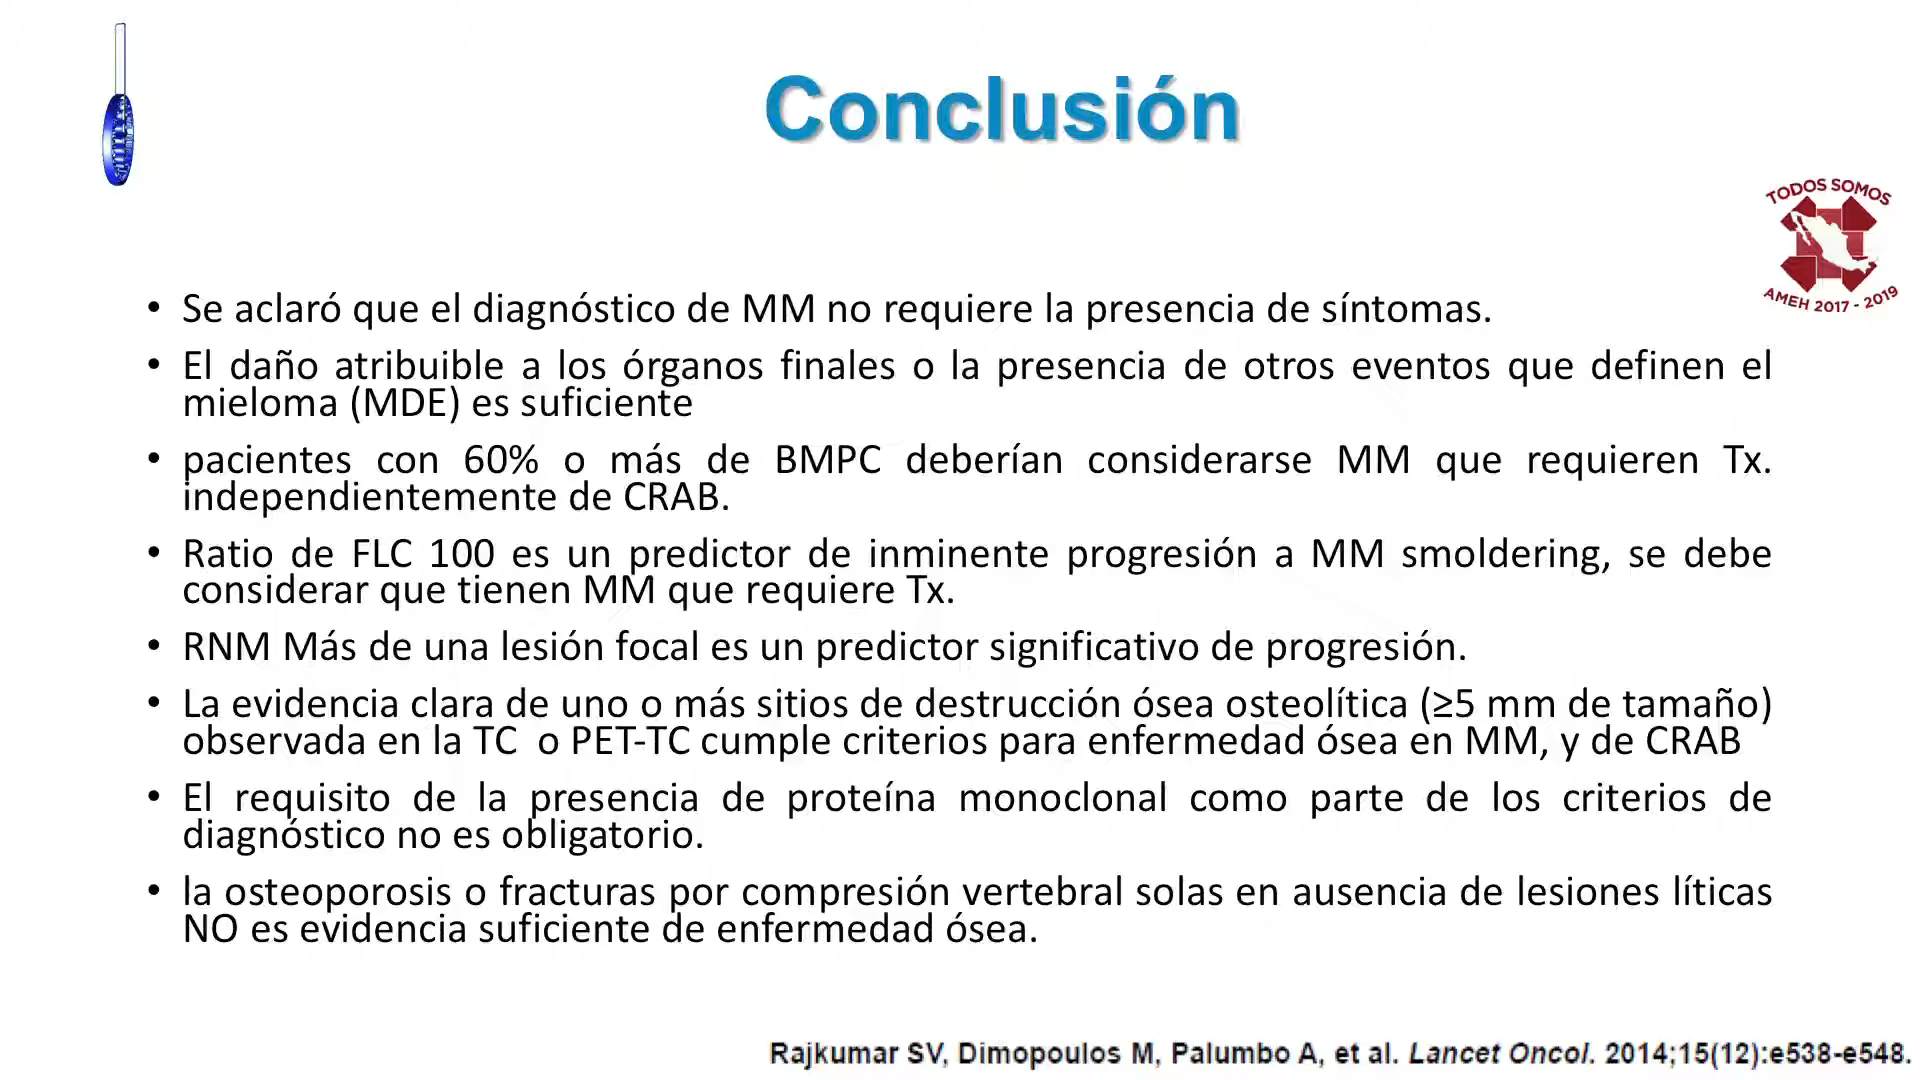 Conclusión
TODOS SOMOS
AMEH 2017 - 2019
• Se aclaró que el diagnóstico de MM no requiere la presencia de síntomas.
• El daño atribuible a los órganos finales o la presencia de otros eventos que definen el
mieloma (MDE) es suficiente
• pacientes con 60% o más de BMPC deberían considerarse MM que requieren Tx.
independientemente de CRAB.
• Ratio de FLC 100 es un predictor de inminente progresión a MM smoldering, se debe
considerar que tienen MM que requiere Tx.
• RNM Más de una lesión focal es un predictor significativo de progresión.
• La evidencia clara de uno o más sitios de destrucción ósea osteolítica (≥5 mm de tamaño)
observada en la TC o PET-TC cumple criterios para enfermedad ósea en MM, y de CRAB
• El requisito de la presencia de proteína monoclonal como parte de los criterios de
diagnóstico no es obligatorio.
• la osteoporosis o fracturas por compresión vertebral solas en ausencia de lesiones líticas
NO es evidencia suficiente de enfermedad ósea.
Rajkumar SV, Dimopoulos M, Palumbo A, et al. Lancet Oncol. 2014;15(12):e538-e548.